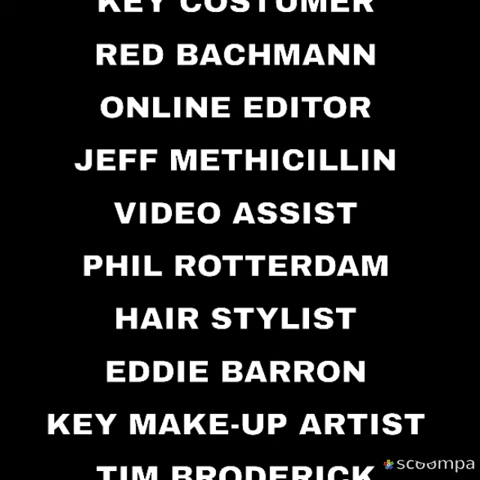 KEY COSTUMER
RED BACHMANN
ONLINE EDITOR
JEFF METHICILLIN
VIDEO ASSIST
PHIL ROTTERDAM
HAIR STYLIST
EDDIE BARRON
KEY MAKE-UP ARTIST
TIM BRODERICK
scoompa